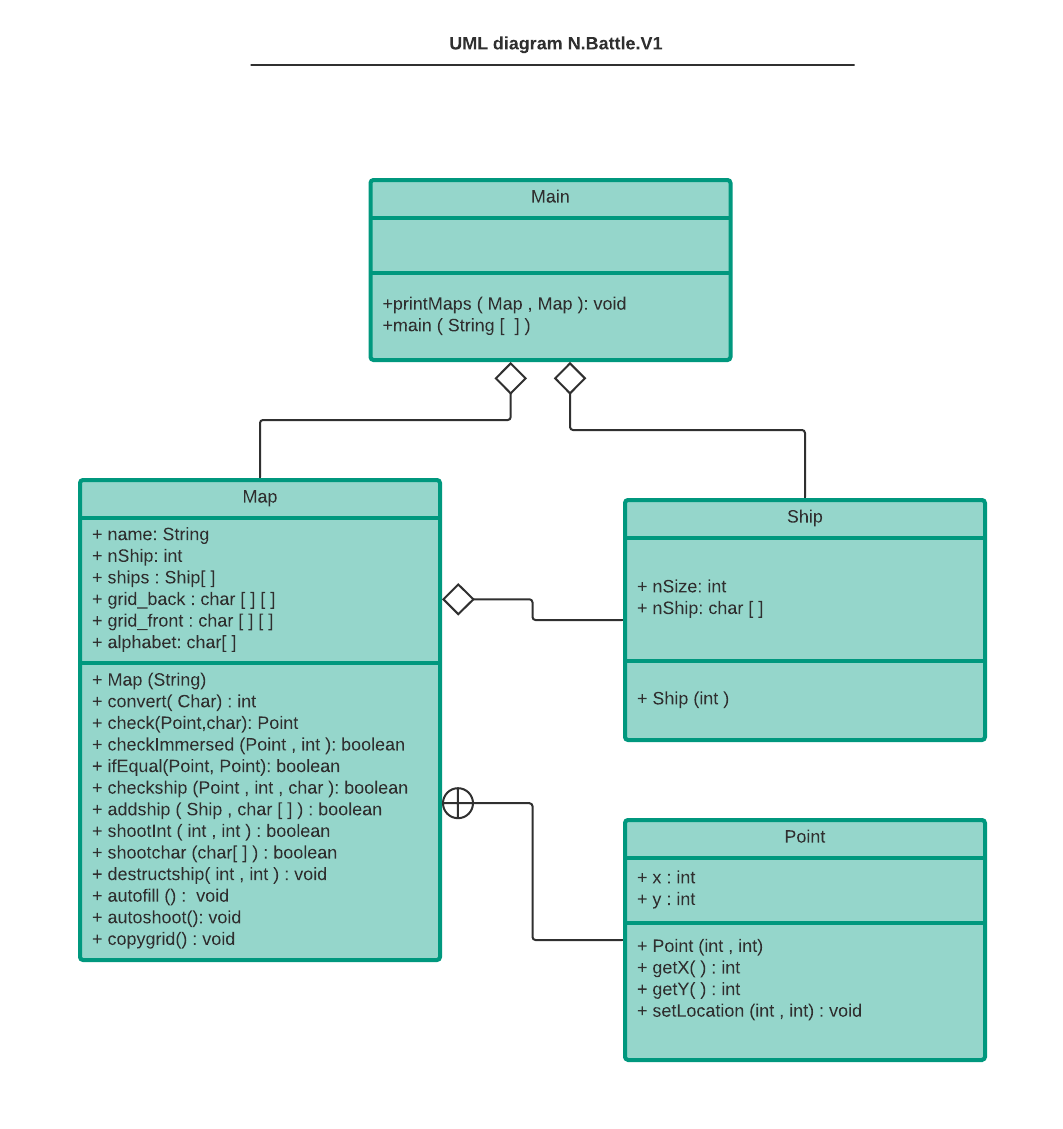 UML diagram N.Battle.V1
Main
+printMaps ( Map , Map ): void
+main ( String [  ] )
Map
+ name: String
+ nShip: int
+ ships : Ship[ ]
+ grid_back : char [ ] [ ]
+ grid_front : char [ ] [ ]
+ alphabet: char[ ]
+ Map (String)
+ convert( Char) : int
+ check(Point,char): Point
+ checkImmersed (Point , int ): boolean
+ ifEqual(Point, Point): boolean
+ checkship (Point , int , char ): boolean
+ addship ( Ship , char [ ] ) : boolean
+ shootInt ( int , int ) : boolean
+ shootchar (char[ ] ) : boolean
+ destructship( int , int ) : void
+ autofill () :  void
+ autoshoot(): void
+ copygrid() : void
Ship
+ nSize: int
+ nShip: char [ ]
+ Ship (int )
Point
+ x : int
+ y : int
+ Point (int , int)
+ getX( ) : int
+ getY( ) : int
+ setLocation (int , int) : void